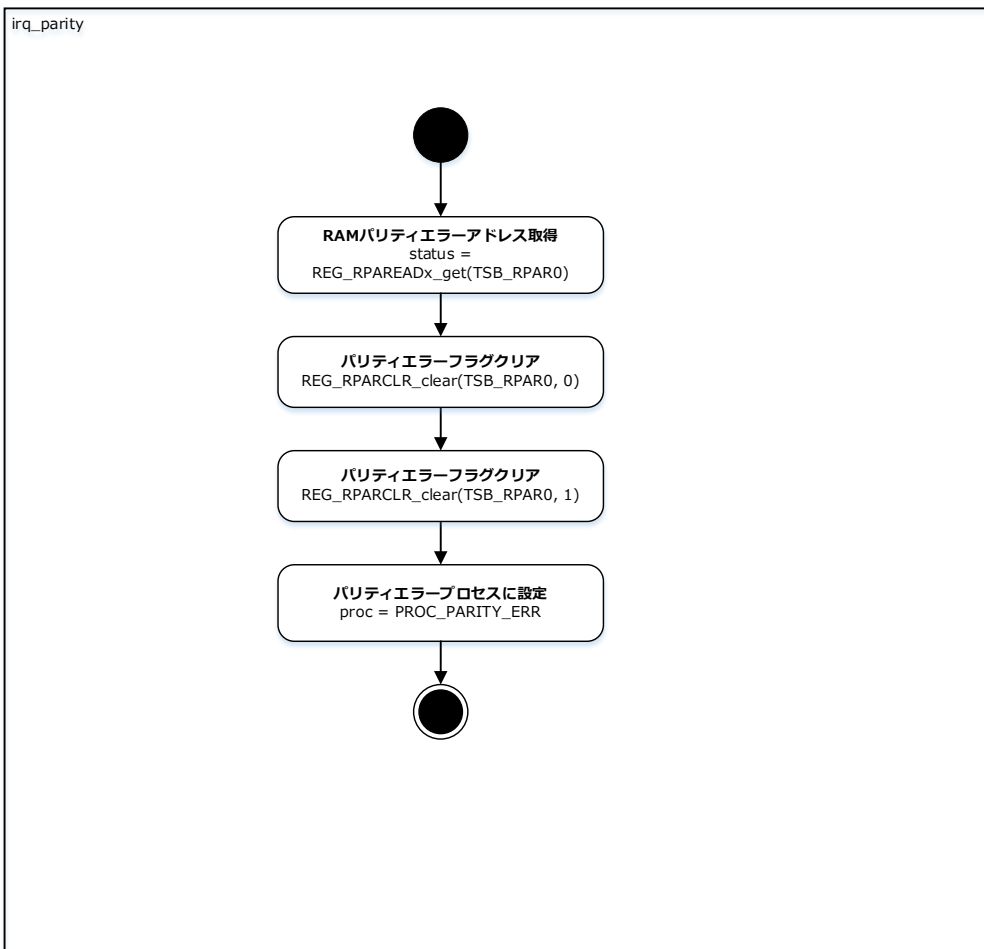 irq_parity
RAMパリティエラーアドレス取得
status =
REG_RPAREADx_get(TSB_RPAR0)
パリティエラーフラグクリア
REG_RPARCLR_clear(TSB_RPAR0, 0)
パリティエラーフラグクリア
REG_RPARCLR_clear(TSB_RPAR0, 1)
パリティエラープロセスに設定
proc = PROC_PARITY_ERR